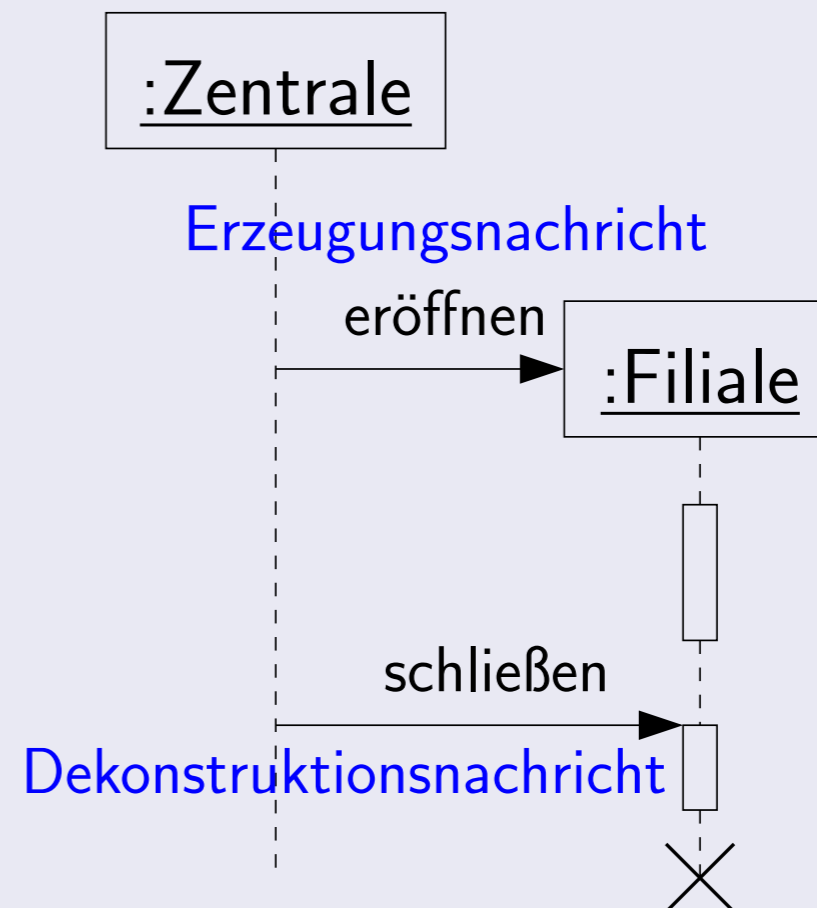 :Zentrale
Erzeugungsnachricht
eröffnen
:Filiale
schließen
Dekonstruktionsnachricht